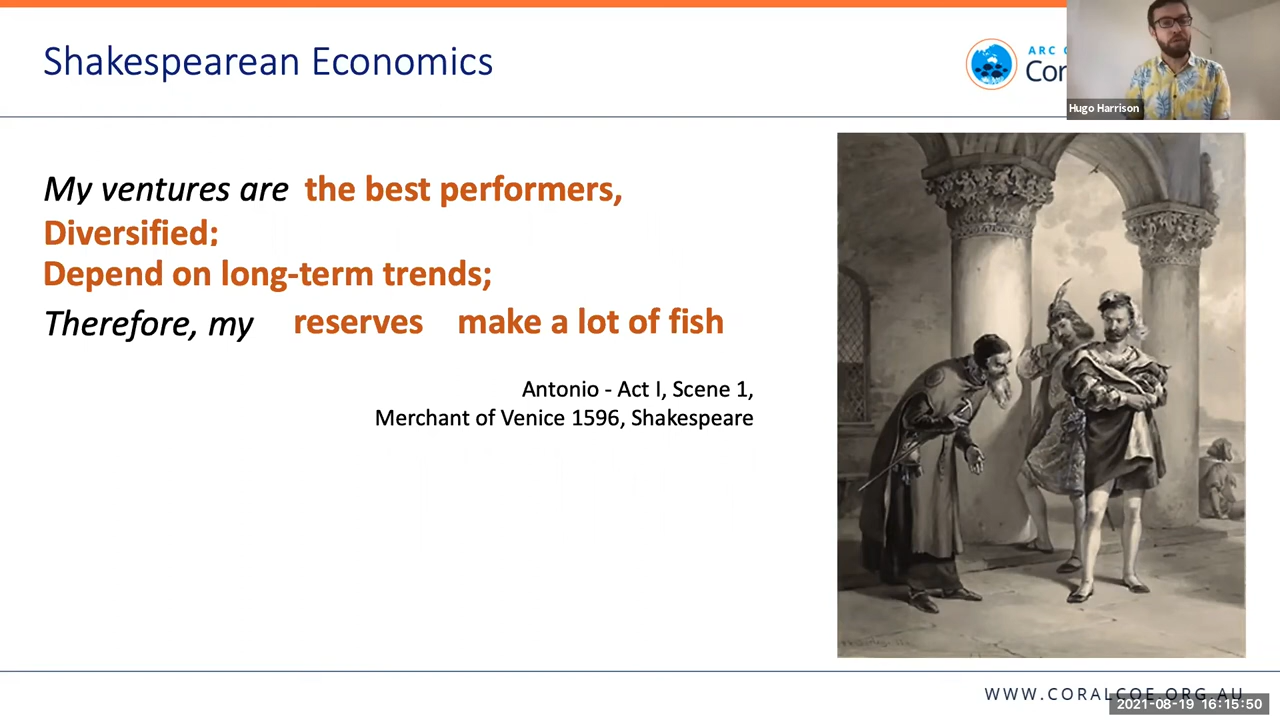 Shakespearean Economics
ARC
Hugo Harrison
My ventures are the best performers,
Diversified;
Depend on long-term trends;
Therefore, my reserves make a lot of fish
Antonio - Act I, Scene 1,
Merchant of Venice 1596, Shakespeare
WWW.CORALCOE.ORG.AU
2021-08-19 16:15:50